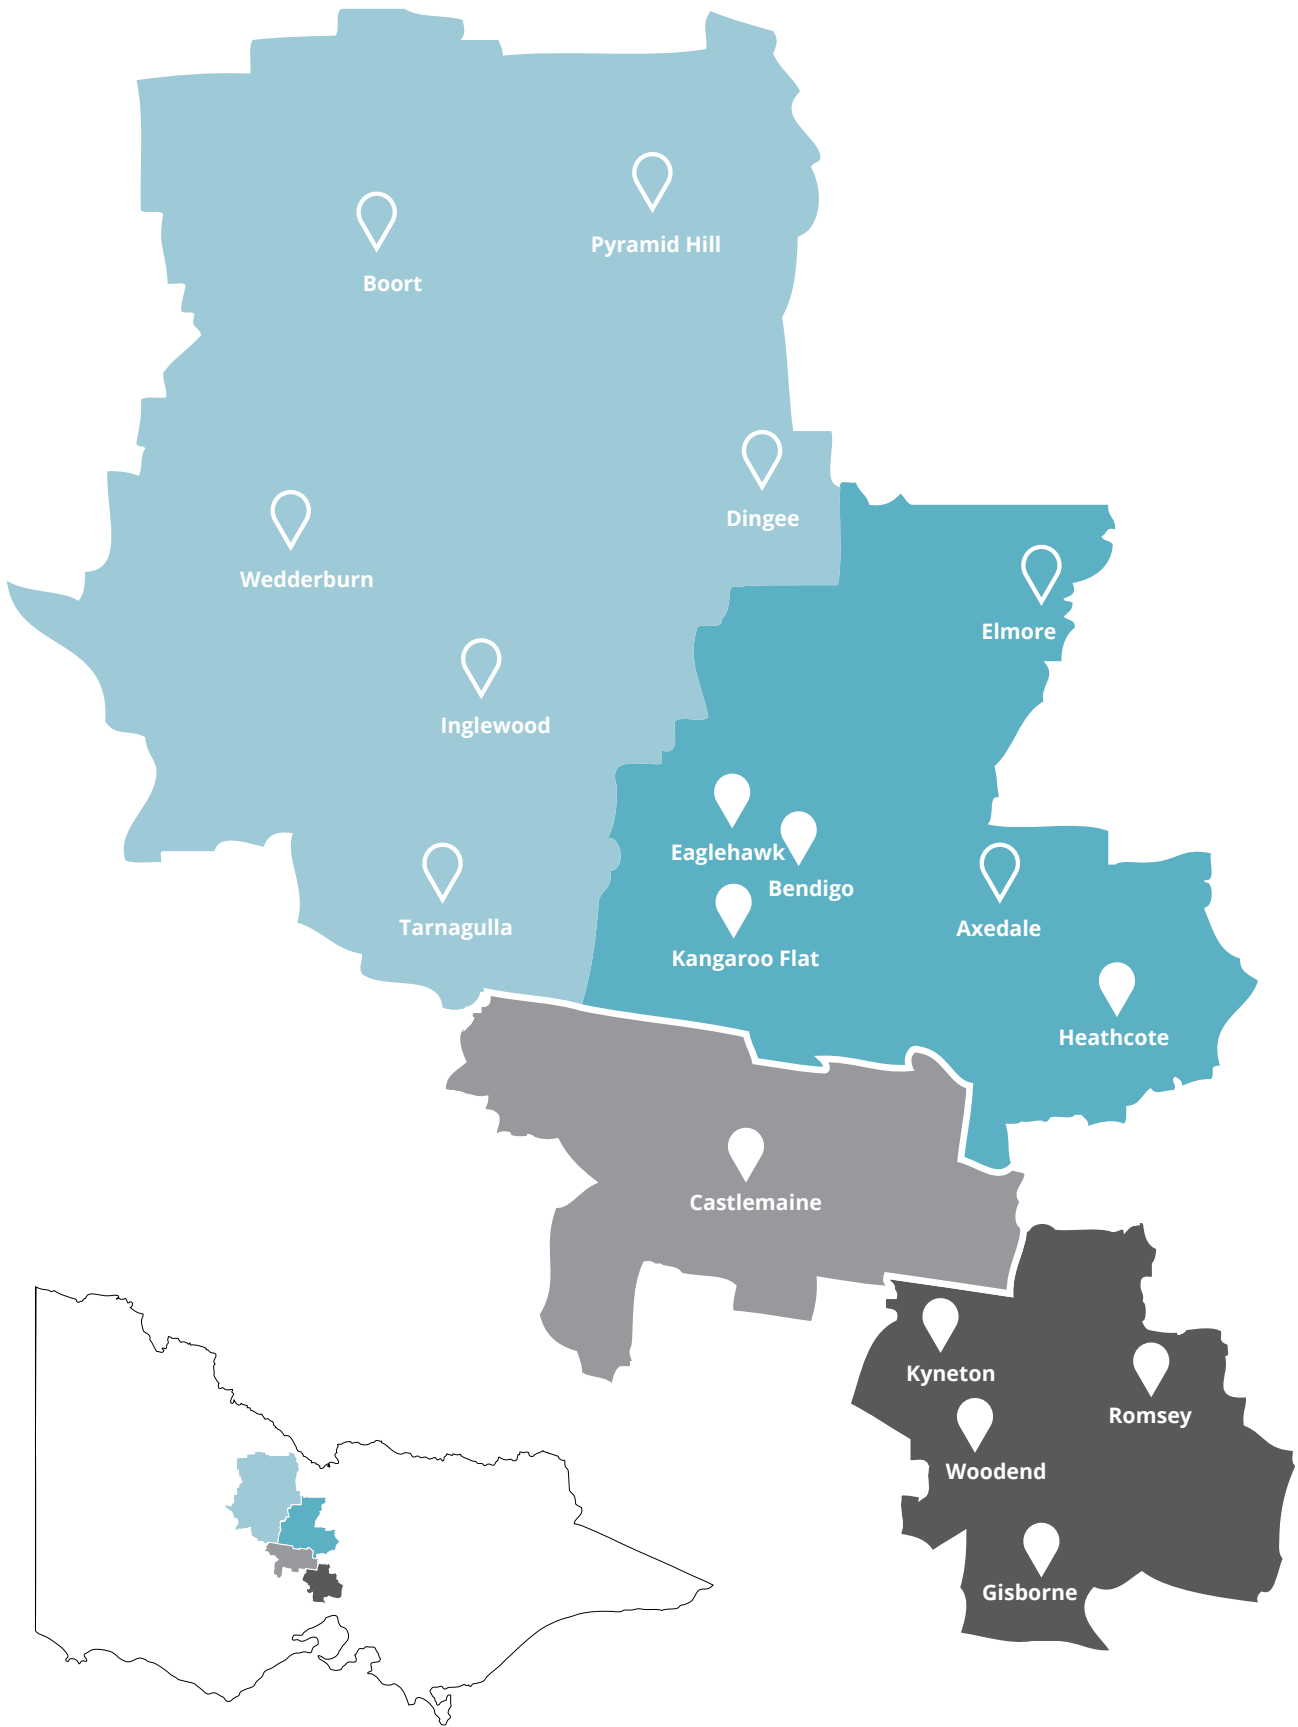 Pyramid Hill
Boort
Dingee
Wedderburn
Elmore
Inglewood
Eaglehawk
Bendigo
Tarnagulla
Axedale
Kangaroo Flat
Heathcote
Castlemaine
Kyneton
Romsey
Woodend
Gisborne